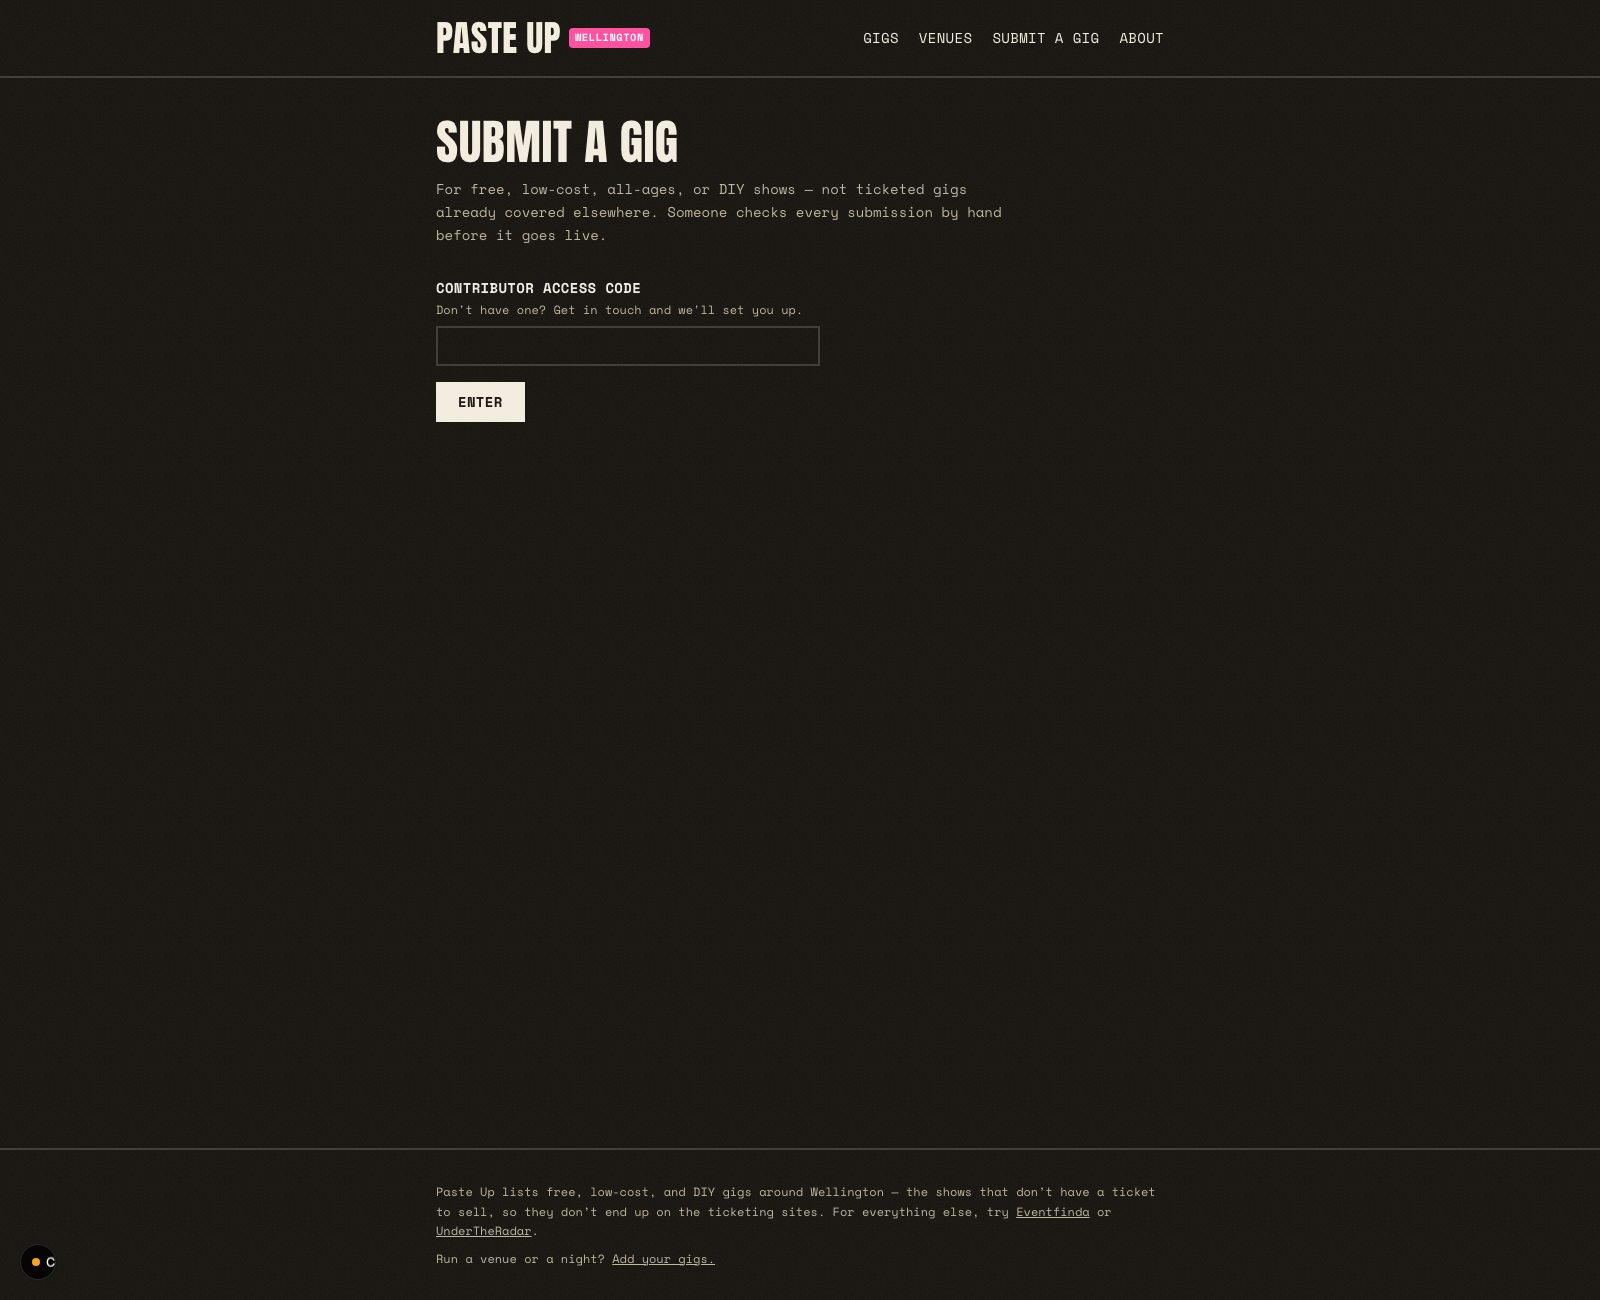 PASTE UP WELLINGTON GIGS VENUES SUBMIT A GIG ABOUT
SUBMIT A GIG
For free, low-cost, all-ages, or DIY shows — not ticketed gigs
already covered elsewhere. Someone checks every submission by hand
before it goes live.
CONTRIBUTOR ACCESS CODE
Don't have one? Get in touch and we'll set you up.
ENTER
Paste Up lists free, low-cost, and DIY gigs around Wellington — the shows that don’t have a ticket
to sell, so they don’t end up on the ticketing sites. For everything else, try Eventfinda or
UnderTheRadar.
Run a venue or a night? Add your gigs.